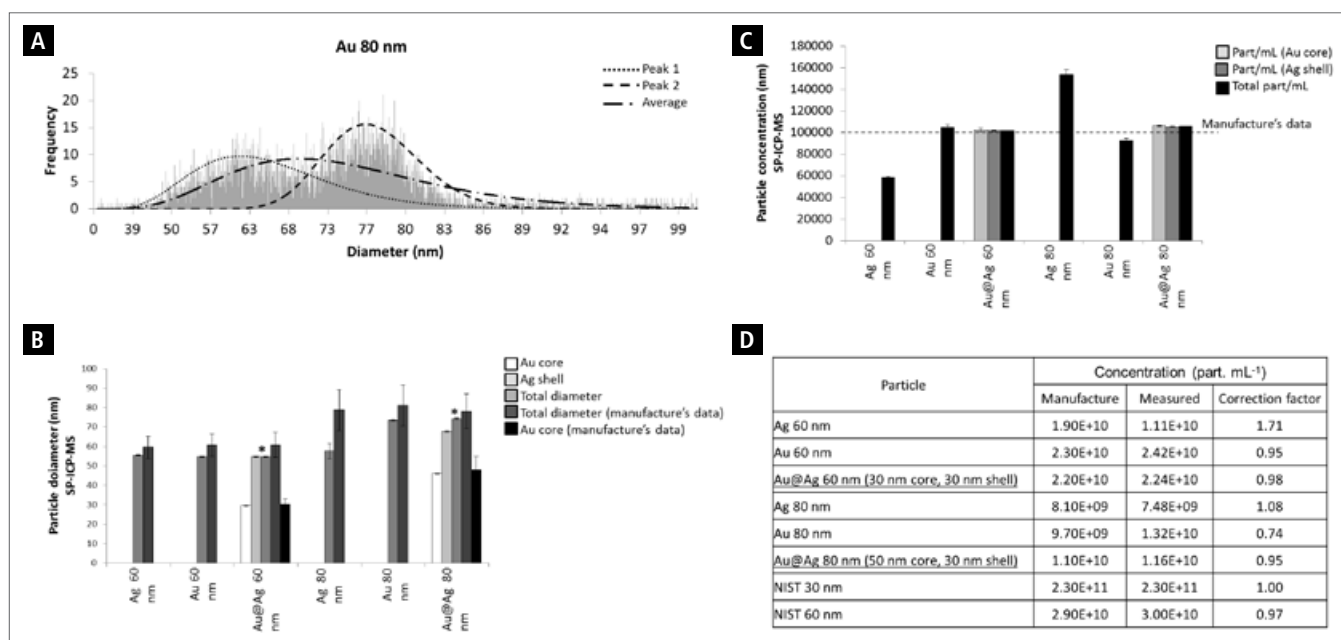 A
Au 80 nm
Peak 1
Peak 2
Average
25
20
15
10
5
0
Frequency
0 39 50 57 63 68 73 77 80 83 86 89 92 94 97 99
Diameter (nm)
B
Au core
Ag shell
Total diameter
Total diameter (manufacture's data)
Au core (manufacture's data)
100
90
80
70
60
50
40
30
20
10
0
Particle doiameter (nm)
SP-ICP-MS
* *
Ag 60 nm
Au 60 nm
Au@Ag 60 nm
Ag 80 nm
Au 80 nm
Au@Ag 80 nm
C
Part/mL (Au core)
Part/mL (Ag shell)
Total part/mL
Manufacture's data
180000
160000
140000
120000
100000
80000
60000
40000
20000
0
Particle concentration (nm)
SP-ICP-MS
Ag 60 nm
Au 60 nm
Au@Ag 60 nm
Ag 80 nm
Au 80 nm
Au@Ag 80 nm
D
Particle Concentration (part. mL⁻¹)
Manufacture Measured Correction factor
Ag 60 nm 1.90E+10 1.11E+10 1.71
Au 60 nm 2.30E+10 2.42E+10 0.95
Au@Ag 60 nm (30 nm core, 30 nm shell) 2.20E+10 2.24E+10 0.98
Ag 80 nm 8.10E+09 7.48E+09 1.08
Au 80 nm 9.70E+09 1.32E+10 0.74
Au@Ag 80 nm (50 nm core, 30 nm shell) 1.10E+10 1.16E+10 0.95
NIST 30 nm 2.30E+11 2.30E+11 1.00
NIST 60 nm 2.90E+10 3.00E+10 0.97